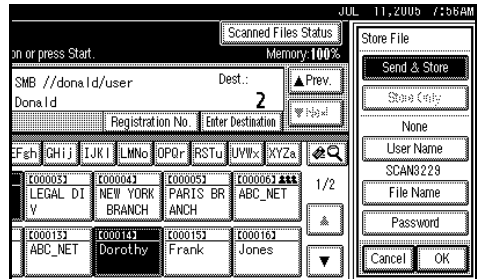 JUL 11,2005 7:56AM
Scanned Files Status
on or press Start.
Memory:100%
SMB //donald/user
Donald
Dest.:
2
▲Prev.
▼Next
Registration No.
Enter Destination
EFgh GHij IJKl LMNo OPQr RSTu UVWx XYZa
[00003]
LEGAL DI
V
[00004]
NEW YORK
BRANCH
[00005]
PARIS BR
ANCH
[00006]
ABC_NET
1/2
[00013]
ABC_NET
[00014]
Dorothy
[00015]
Frank
[00016]
Jones
Store File
Send & Store
Store Only
None
User Name
SCAN3229
File Name
Password
Cancel OK